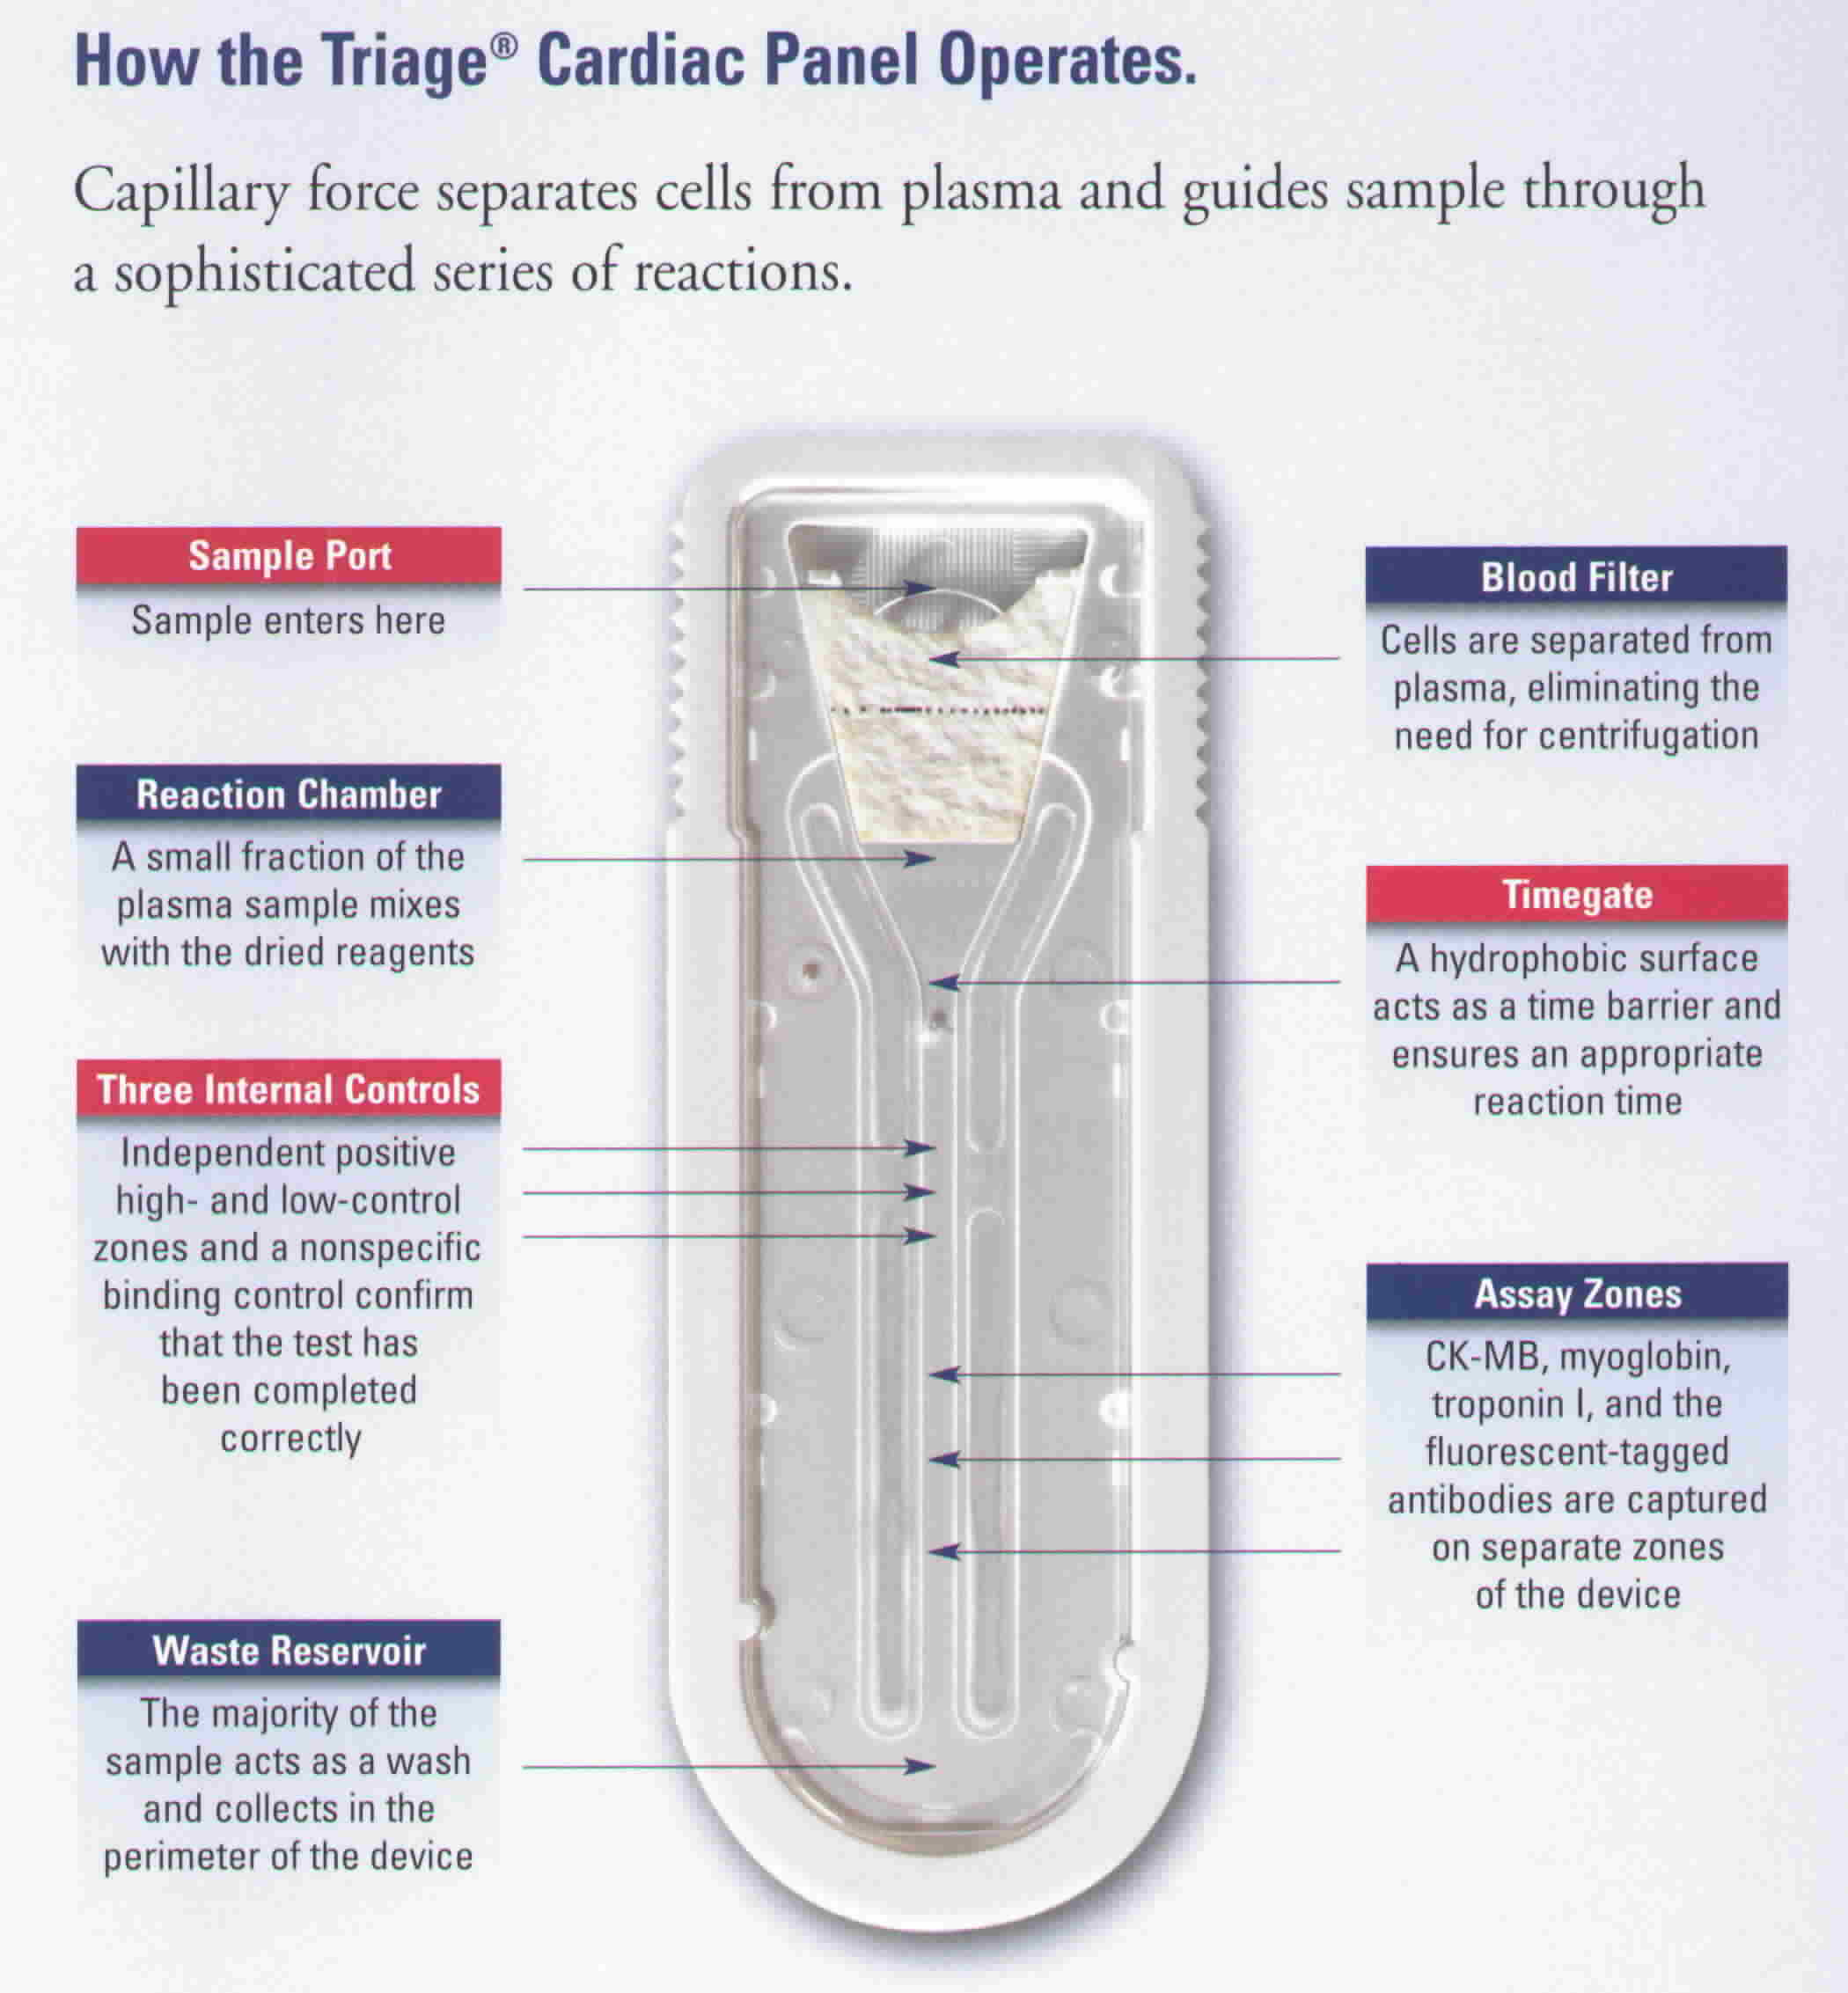 How the Triage® Cardiac Panel Operates.
Capillary force separates cells from plasma and guides sample through
a sophisticated series of reactions.
Sample Port
Sample enters here
Blood Filter
Cells are separated from
plasma, eliminating the
need for centrifugation
Reaction Chamber
A small fraction of the
plasma sample mixes
with the dried reagents
Timegate
A hydrophobic surface
acts as a time barrier and
ensures an appropriate
reaction time
Three Internal Controls
Independent positive
high- and low-control
zones and a nonspecific
binding control confirm
that the test has
been completed
correctly
Assay Zones
CK-MB, myoglobin,
troponin I, and the
fluorescent-tagged
antibodies are captured
on separate zones
of the device
Waste Reservoir
The majority of the
sample acts as a wash
and collects in the
perimeter of the device